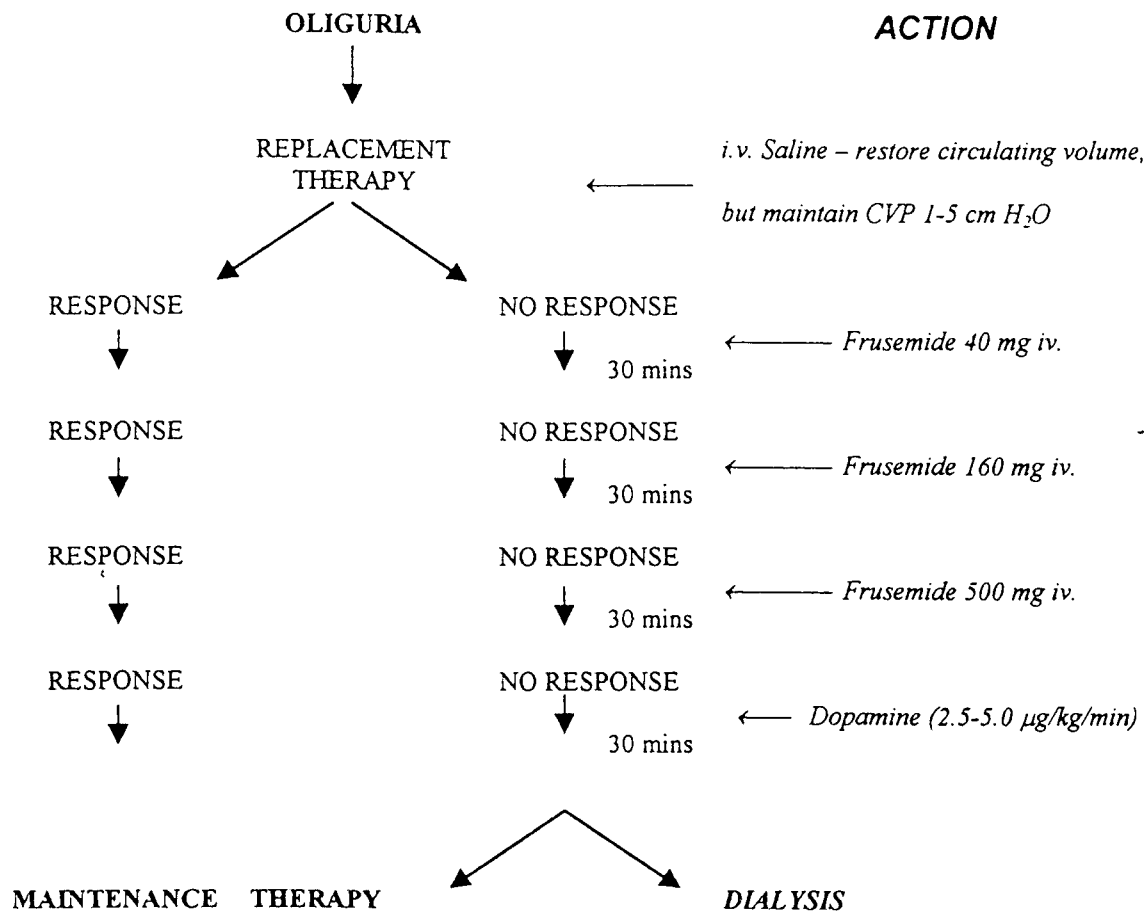 OLIGURIA
ACTION
REPLACEMENT
THERAPY
i.v. Saline – restore circulating volume,
but maintain CVP 1-5 cm H₂O
RESPONSE
NO RESPONSE
Frusemide 40 mg iv.
30 mins
RESPONSE
NO RESPONSE
Frusemide 160 mg iv.
30 mins
RESPONSE
NO RESPONSE
Frusemide 500 mg iv.
30 mins
RESPONSE
NO RESPONSE
Dopamine (2.5-5.0 µg/kg/min)
30 mins
MAINTENANCE THERAPY
DIALYSIS